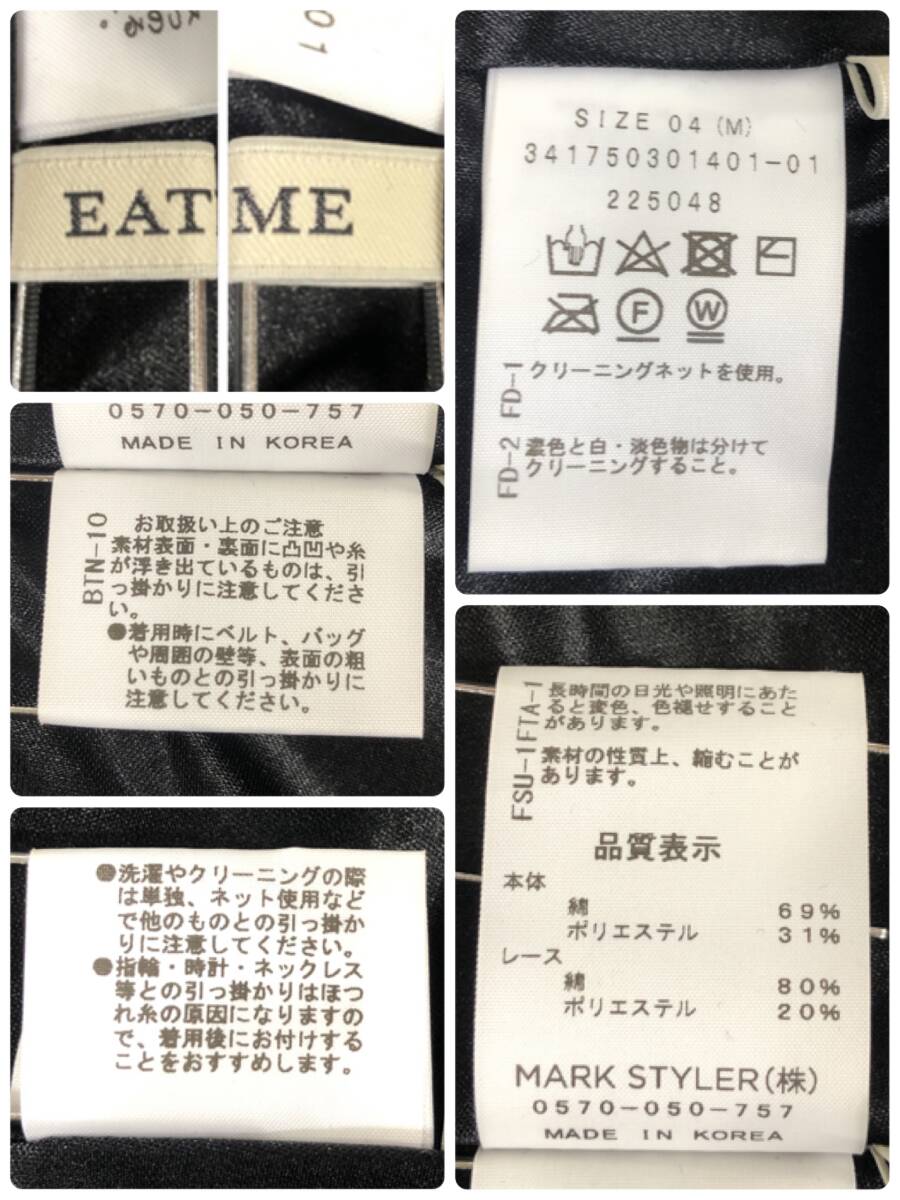 EAT ME
01
SIZE 04 (M)
341750301401-01
225048
F
W
FD-1 クリーニングネットを使用。
FD-2 濃色と白・淡色物は分けて
クリーニングすること。
0570-050-757
MADE IN KOREA
BTN-10
お取扱い上のご注意
素材表面・裏面に凸凹や糸
が浮き出ているものは、引
っ掛かりに注意してくださ
い。
●着用時にベルト、バッグ
や周囲の壁等、表面の粗
いものとの引っ掛かりに
注意してください。
●洗濯やクリーニングの際
は単独、ネット使用など
で他のものとの引っ掛か
りに注意してください。
●指輪・時計・ネックレス
等との引っ掛かりはほつ
れ糸の原因になりますの
で、着用後にお付けする
ことをおすすめします。
FTA-1 長時間の日光や照明にあた
ると変色、色褪せすること
があります。
FSU-1 素材の性質上、縮むことが
あります。
品質表示
本体
綿 69%
ポリエステル 31%
レース
綿 80%
ポリエステル 20%
MARK STYLER(株)
0570-050-757
MADE IN KOREA